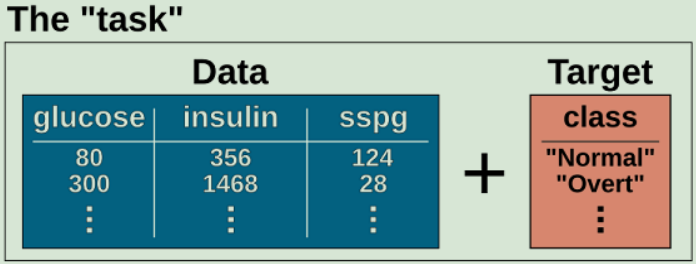 The "task"
Data Target
glucose insulin sspg class
80 356 124 "Normal"
300 1468 28 "Overt"
⋮ ⋮ ⋮ + ⋮